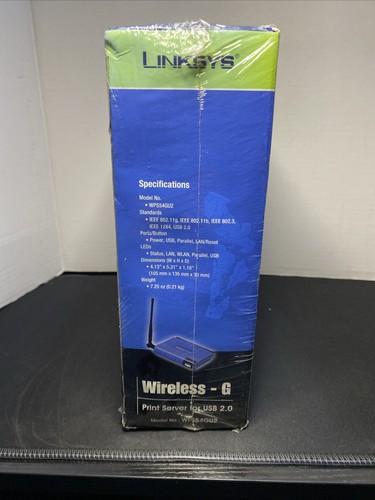 LINKSYS
Specifications
Model No.
• WPS54GU2
Standards
• IEEE 802.11g, IEEE 802.11b, IEEE 802.3,
IEEE 1284, USB 2.0
Ports/Button
• Power, USB, Parallel, LAN/Reset
LEDs
• Status, LAN, WLAN, Parallel, USB
Dimensions (W x H x D)
• 4.13" x 5.31" x 1.18"
(105 mm x 135 mm x 30 mm)
Weight
• 7.25 oz (0.21 kg)
Wireless - G
Print Server for USB 2.0
Model No. WPS54GU2